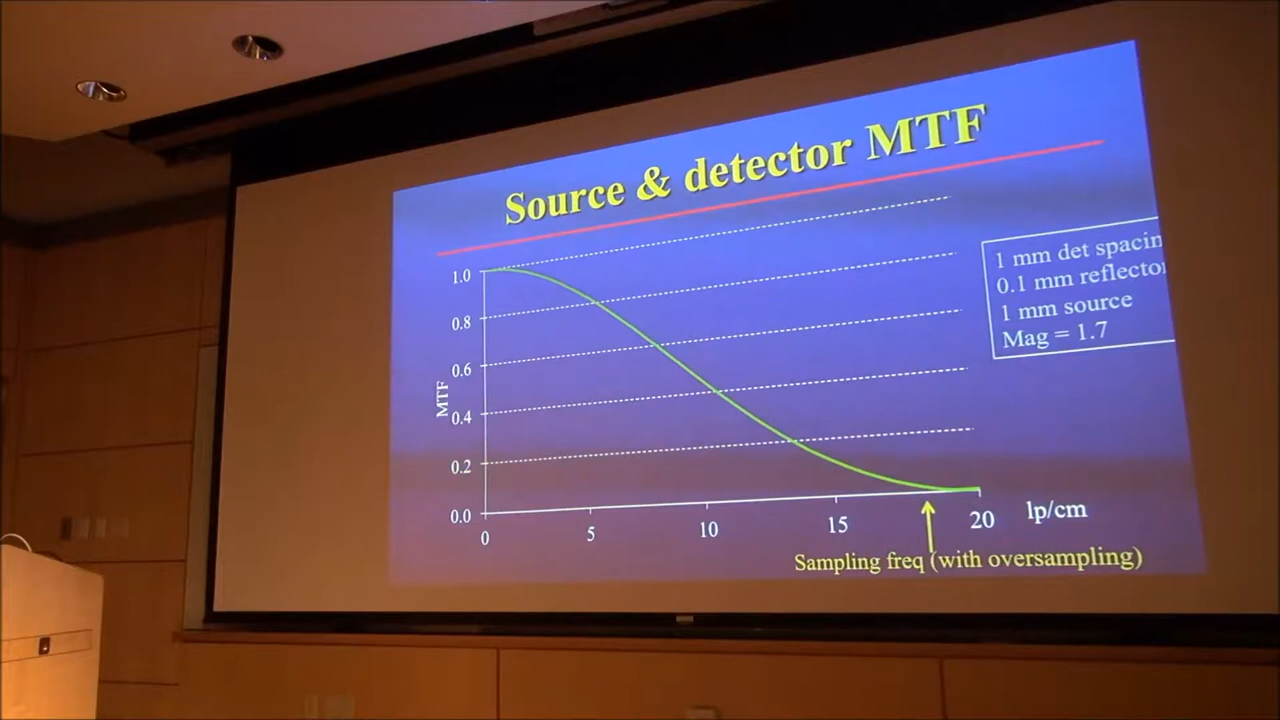 Source & detector MTF
1 mm det spacin
0.1 mm reflector
1 mm source
Mag = 1.7
MTF
1.0
0.8
0.6
0.4
0.2
0.0
0
5
10
15
20
lp/cm
Sampling freq (with oversampling)